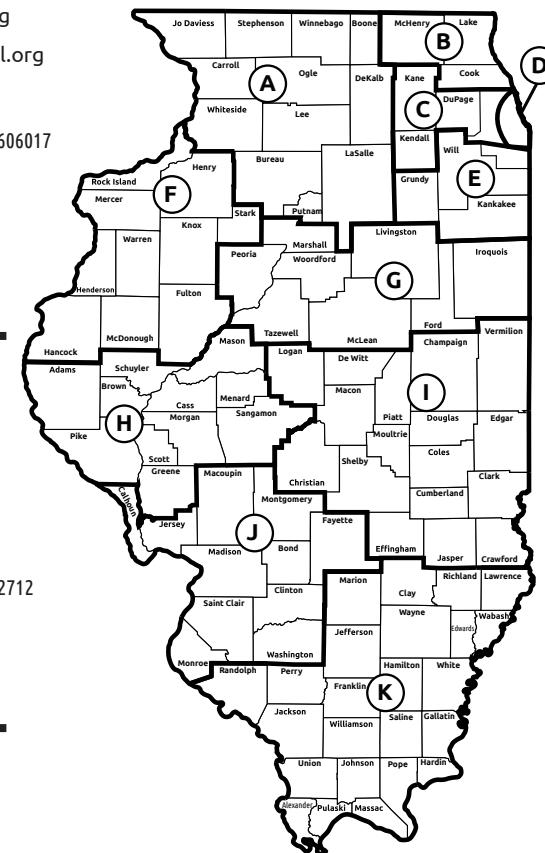 g
l.org
606017
2712
Jo Daviess
Stephenson
Winnebago
Boone
McHenry
Lake
B
D
Carroll
Ogle
A
DeKalb
Kane
Cook
C
DuPage
Whiteside
Lee
Kendall
Will
LaSalle
Bureau
Grundy
E
Kankakee
Henry
Rock Island
F
Mercer
Putnam
Stark
Knox
Livingston
Warren
Peoria
Marshall
Woordford
Iroquois
G
Henderson
Fulton
Tazewell
McLean
Ford
Vermilion
McDonough
Hancock
Mason
Logan
De Witt
Champaign
Adams
Schuyler
Brown
Cass
Menard
Macon
I
Morgan
Sangamon
H
Piatt
Douglas
Edgar
Pike
Moultrie
Scott
Shelby
Coles
Greene
Macoupin
Christian
Clark
Calhoun
Montgomery
Cumberland
Jersey
J
Fayette
Madison
Bond
Effingham
Jasper
Crawford
Clinton
Marion
Clay
Richland
Lawrence
Saint Clair
Wayne
Wabash
Edwards
Jefferson
Washington
Monroe
Randolph
Perry
Hamilton
White
Franklin
K
Jackson
Williamson
Saline
Gallatin
Union
Johnson
Pope
Hardin
Alexander
Pulaski
Massac